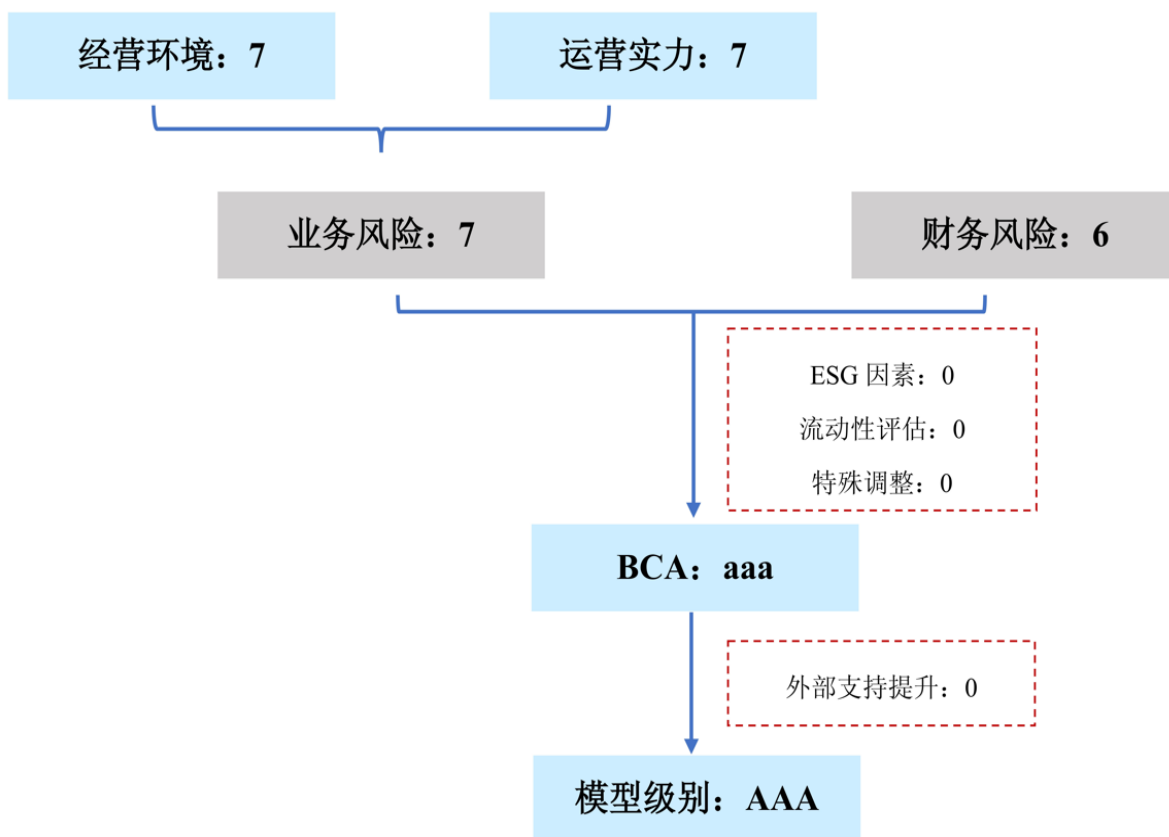 经营环境：7
运营实力：7
业务风险：7
财务风险：6
ESG 因素：0
流动性评估：0
特殊调整：0
BCA：aaa
外部支持提升：0
模型级别：AAA